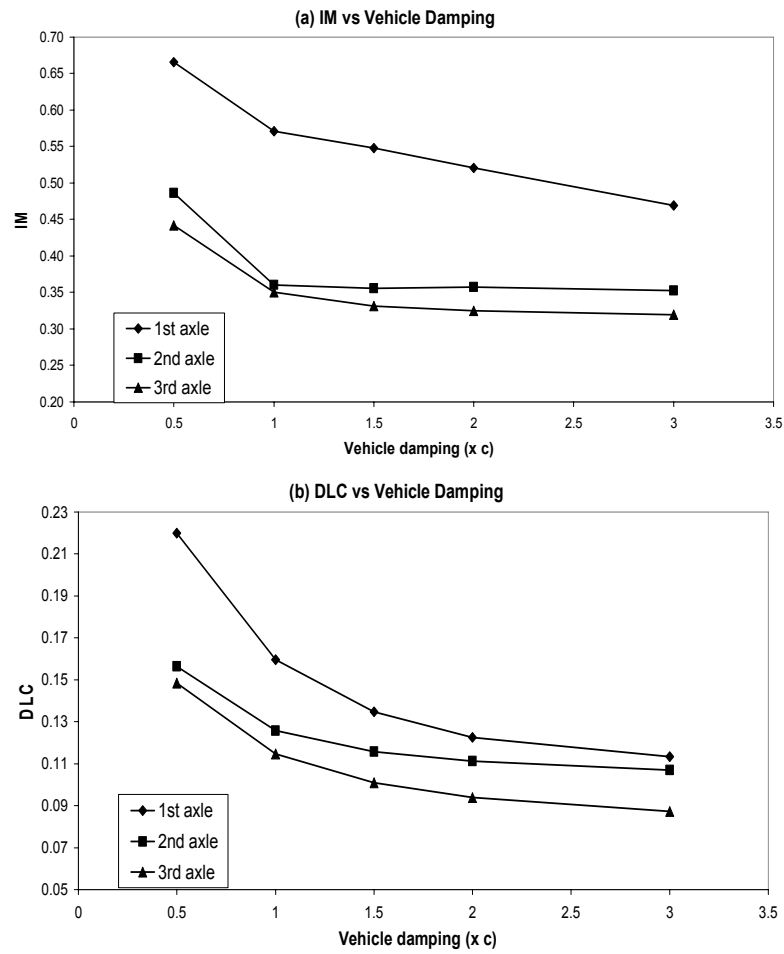 (a) IM vs Vehicle Damping
0.70
0.65
0.60
0.55
0.50
0.45
0.40
0.35
0.30
0.25
0.20
IM
1st axle
2nd axle
3rd axle
0 0.5 1 1.5 2 2.5 3 3.5
Vehicle damping (x c)
(b) DLC vs Vehicle Damping
0.23
0.21
0.19
0.17
0.15
0.13
0.11
0.09
0.07
0.05
DLC
1st axle
2nd axle
3rd axle
0 0.5 1 1.5 2 2.5 3 3.5
Vehicle damping (x c)